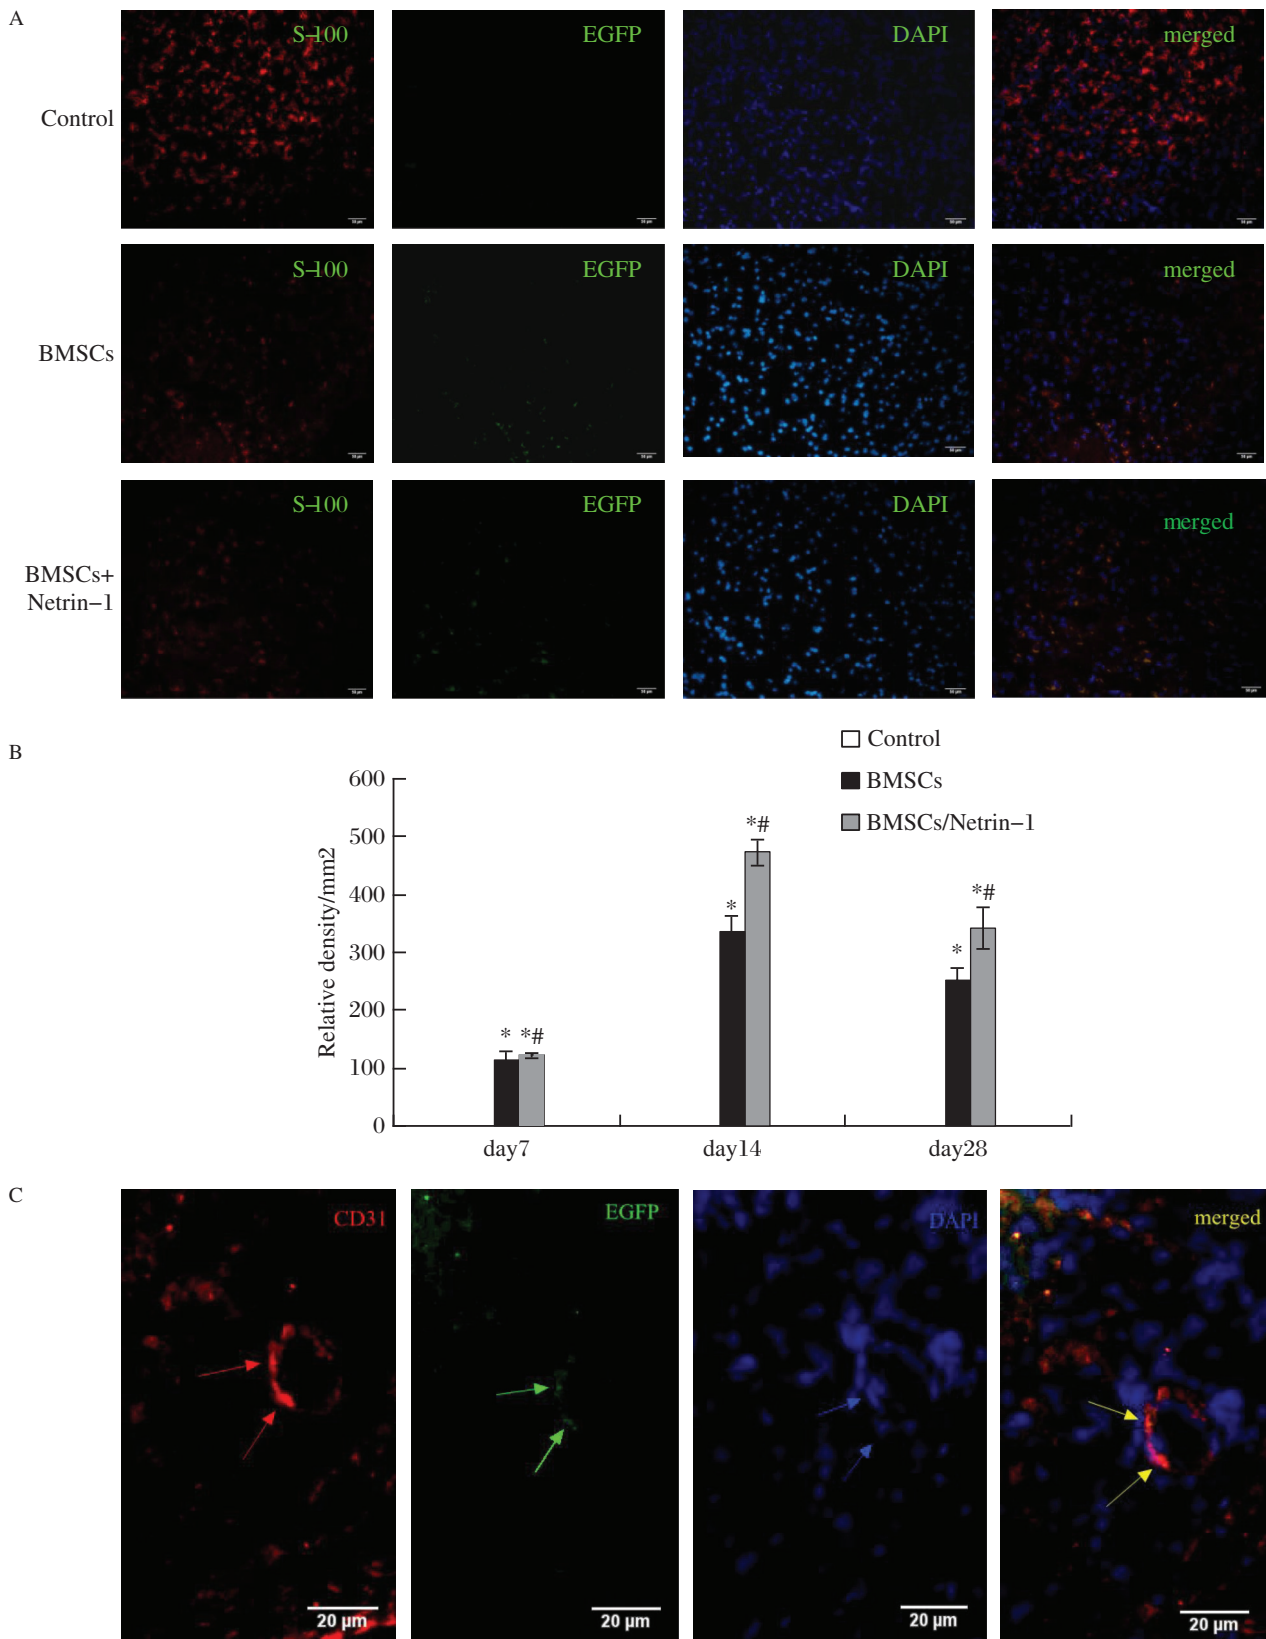 A
S-100 EGFP DAPI merged
Control
S-100 EGFP DAPI merged
BMSCs
S-100 EGFP DAPI merged
BMSCs+
Netrin-1
B
Control
BMSCs
BMSCs/Netrin-1
Relative density/mm2
600
500
400
300
200
100
0
* *#
* *#
* *#
day7 day14 day28
C
CD31 EGFP DAPI merged
20 μm 20 μm 20 μm 20 μm